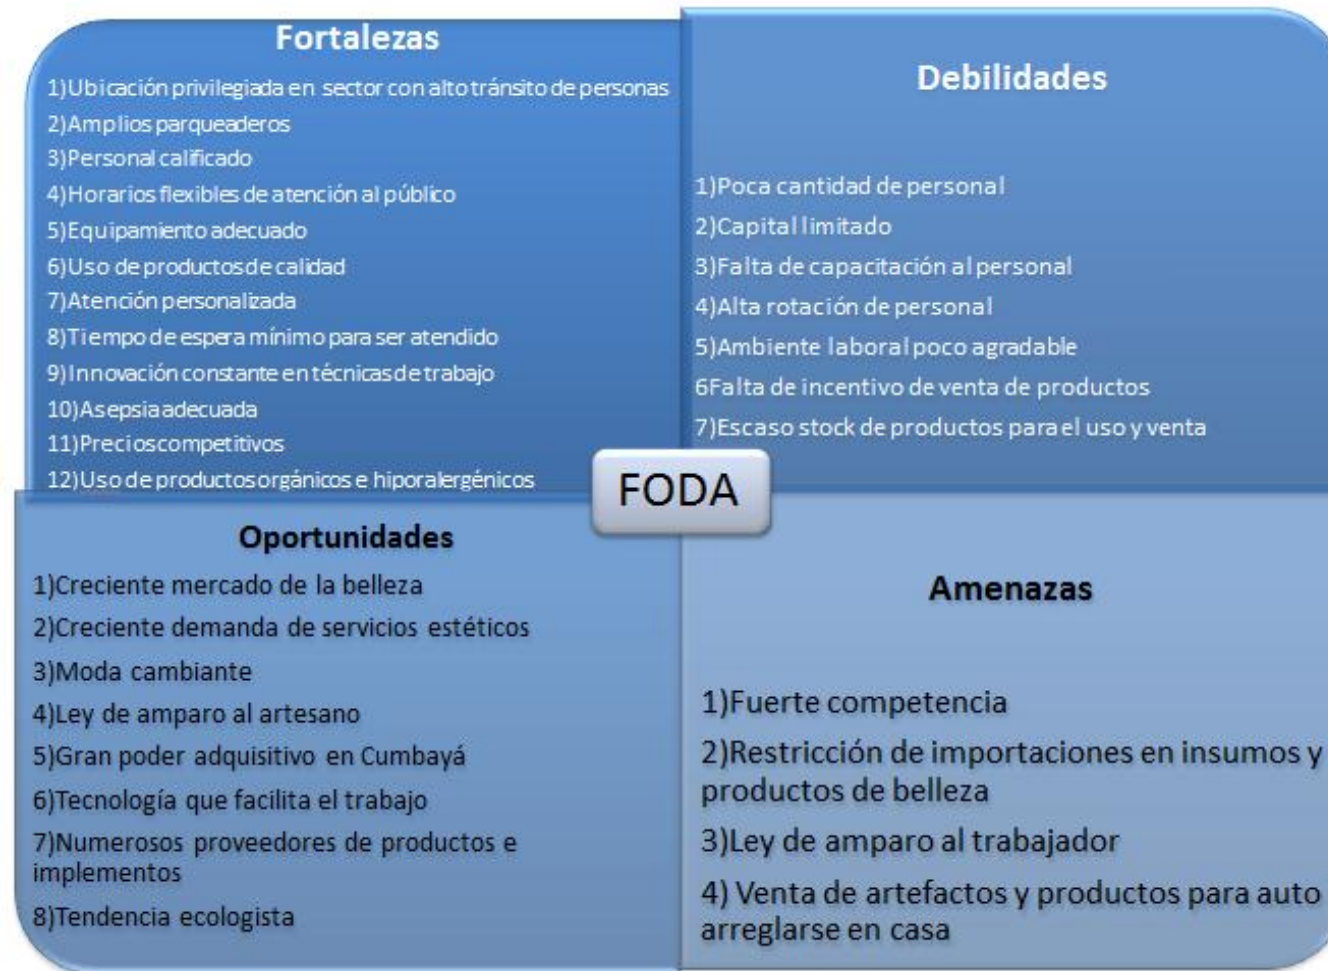 Fortalezas
1)Ubicación privilegiada en sector con alto tránsito de personas
2)Amplios parqueaderos
3)Personal calificado
4)Horarios flexibles de atención al público
5)Equipamiento adecuado
6)Uso de productos de calidad
7)Atención personalizada
8)Tiempo de espera mínimo para ser atendido
9)Innovación constante en técnicas de trabajo
10)Asepsia adecuada
11)Precios competitivos
12)Uso de productos orgánicos e hiporalergénicos
Debilidades
1)Poca cantidad de personal
2)Capital limitado
3)Falta de capacitación al personal
4)Alta rotación de personal
5)Ambiente laboral poco agradable
6Falta de incentivo de venta de productos
7)Escaso stock de productos para el uso y venta
FODA
Oportunidades
1)Creciente mercado de la belleza
2)Creciente demanda de servicios estéticos
3)Moda cambiante
4)Ley de amparo al artesano
5)Gran poder adquisitivo en Cumbayá
6)Tecnología que facilita el trabajo
7)Numerosos proveedores de productos e
implementos
8)Tendencia ecologista
Amenazas
1)Fuerte competencia
2)Restricción de importaciones en insumos y
productos de belleza
3)Ley de amparo al trabajador
4) Venta de artefactos y productos para auto
arreglarse en casa